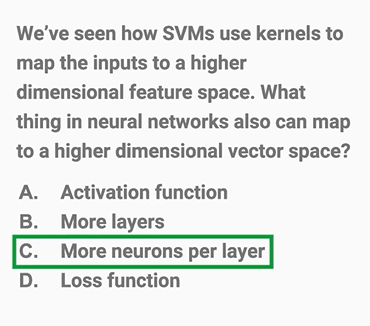 We’ve seen how SVMs use kernels to
map the inputs to a higher
dimensional feature space. What
thing in neural networks also can map
to a higher dimensional vector space?
A. Activation function
B. More layers
C. More neurons per layer
D. Loss function